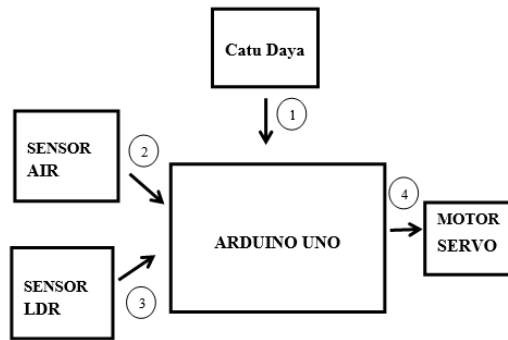 Catu Daya
1
SENSOR
AIR
2
ARDUINO UNO
4
MOTOR
SERVO
SENSOR
LDR
3